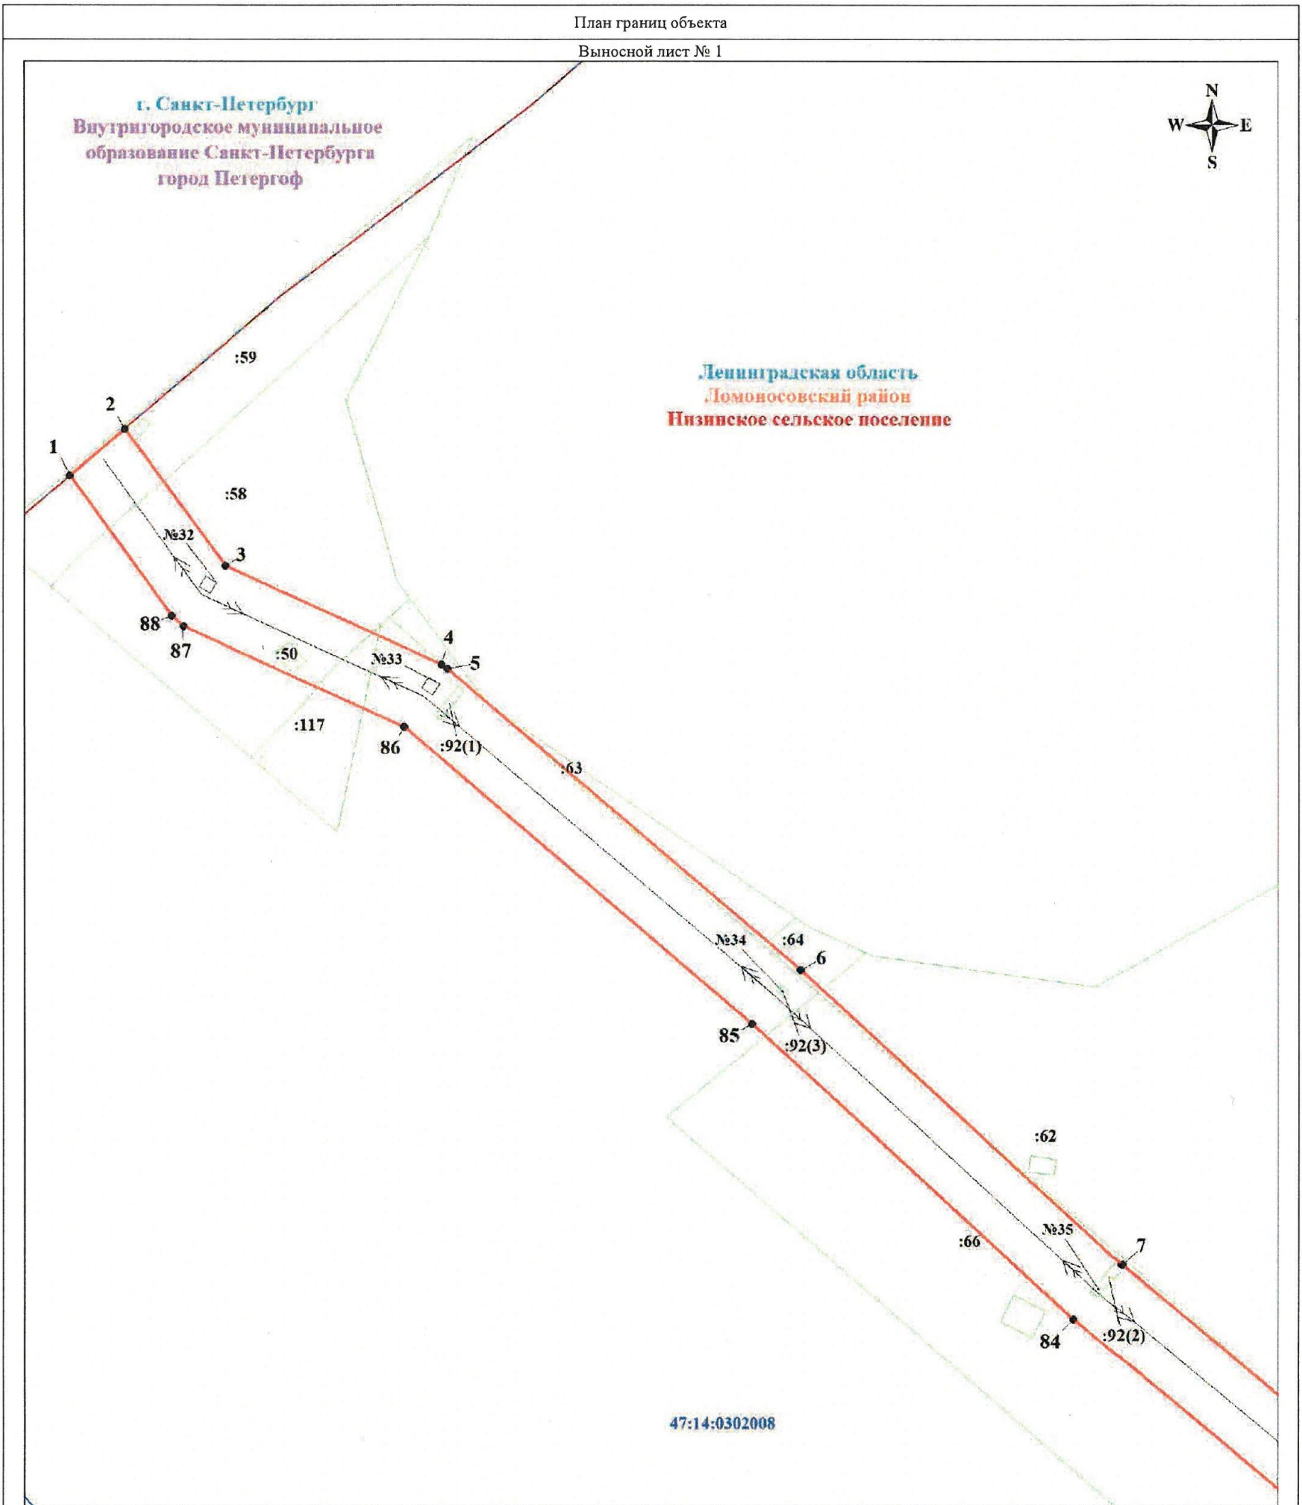 План границ объекта
Выносной лист № 1
г. Санкт-Петербург
Внутригородское муниципальное
образование Санкт-Петербурга
город Петергоф
N
W E
S
:59
Ленинградская область
Ломоносовский район
Низинское сельское поселение
2
1
:58
№32
3
88
87
:50
№33
4
5
:117
86
:92(1)
:63
№34
:64
6
85
:92(3)
:62
№35
:66
7
84
:92(2)
47:14:0302008